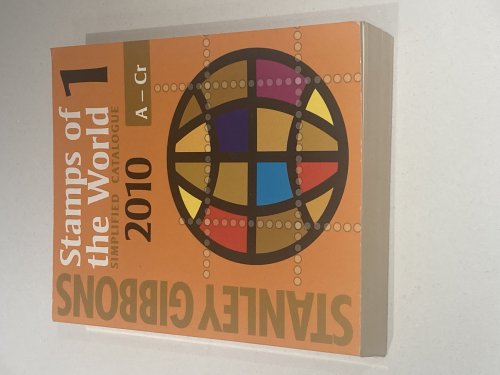 STANLEY GIBBONS
Stamps of
the World 1
SIMPLIFIED CATALOGUE
2010 A – Cr